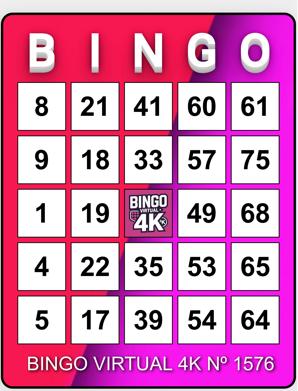 B I N G O
8 21 41 60 61
9 18 33 57 75
1 19 BINGO VIRTUAL 4K 49 68
4 22 35 53 65
5 17 39 54 64
BINGO VIRTUAL 4K Nº 1576